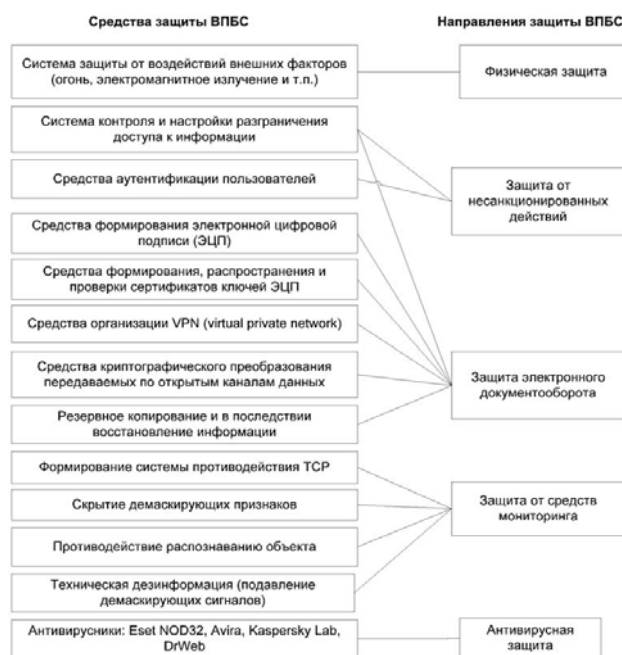 Средства защиты ВПБС
Направления защиты ВПБС
Система защиты от воздействий внешних факторов
(огонь, электромагнитное излучение и т.п.)
Физическая защита
Система контроля и настройки разграничения
доступа к информации
Средства аутентификации пользователей
Защита от
несанкционированных
действий
Средства формирования электронной цифровой
подписи (ЭЦП)
Средства формирования, распространения и
проверки сертификатов ключей ЭЦП
Средства организации VPN (virtual private network)
Средства криптографического преобразования
передаваемых по открытым каналам данных
Защита электронного
документооборота
Резервное копирование и в последствии
восстановление информации
Формирование системы противодействия ТСР
Скрытие демаскирующих признаков
Защита от средств
мониторинга
Противодействие распознаванию объекта
Техническая дезинформация (подавление
демаскирующих сигналов)
Антивирусники: Eset NOD32, Avira, Kaspersky Lab,
DrWeb
Антивирусная
защита